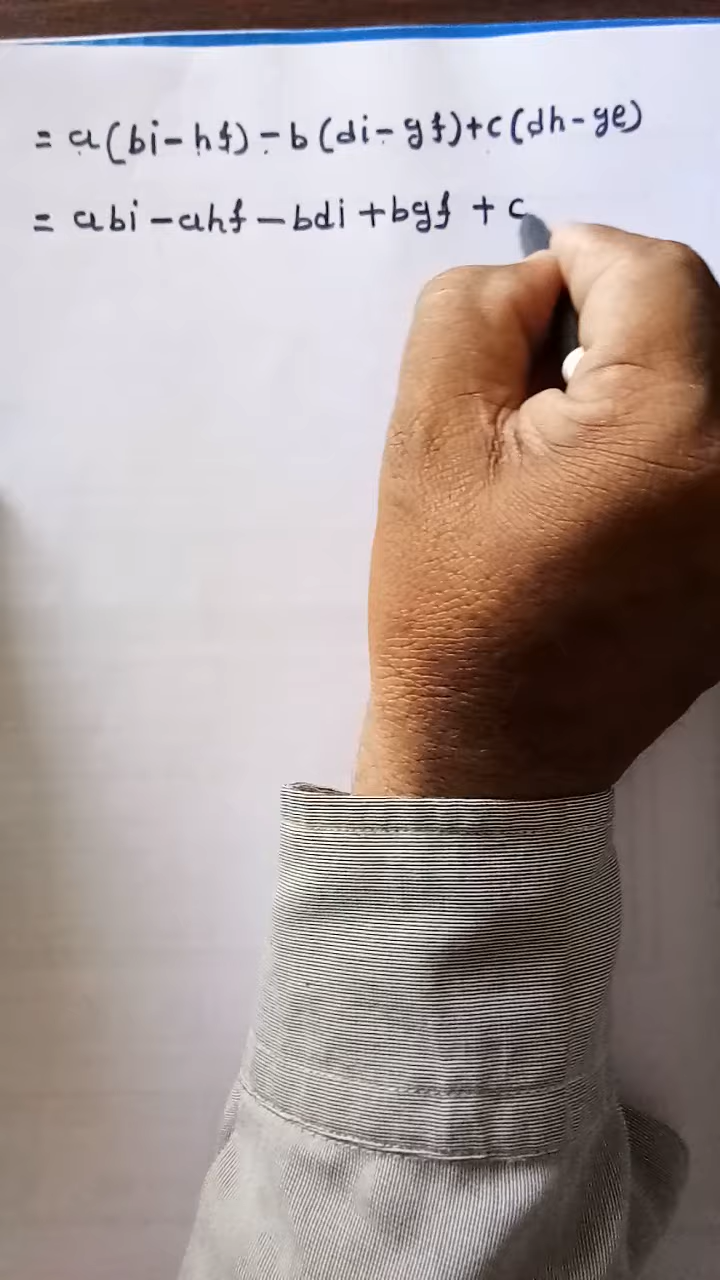 = a(bi-hf)-b(di-gf)+c(dh-ge)
= abi-ahf-bdi+bgf+c